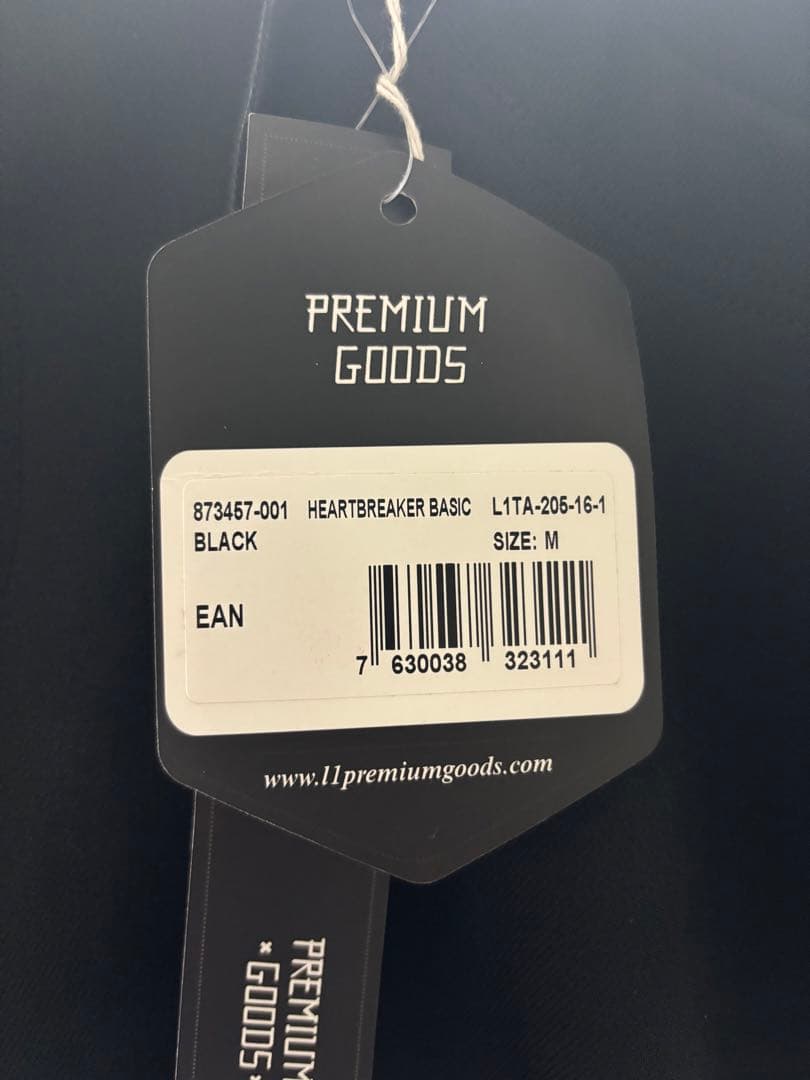 PREMIUM
GOODS
873457-001 HEARTBREAKER BASIC L1TA-205-16-1
BLACK SIZE: M
EAN
7 630038 323111
www.l1premiumgoods.com
PREMIUM
* GOODS *